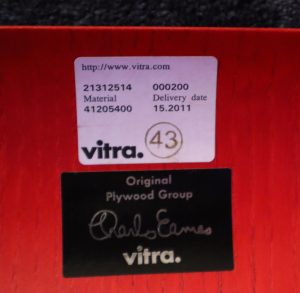 http://www.vitra.com
21312514 000200
Material Delivery date
41205400 15.2011
vitra. 43
Original
Plywood Group
Charles Eames
vitra.